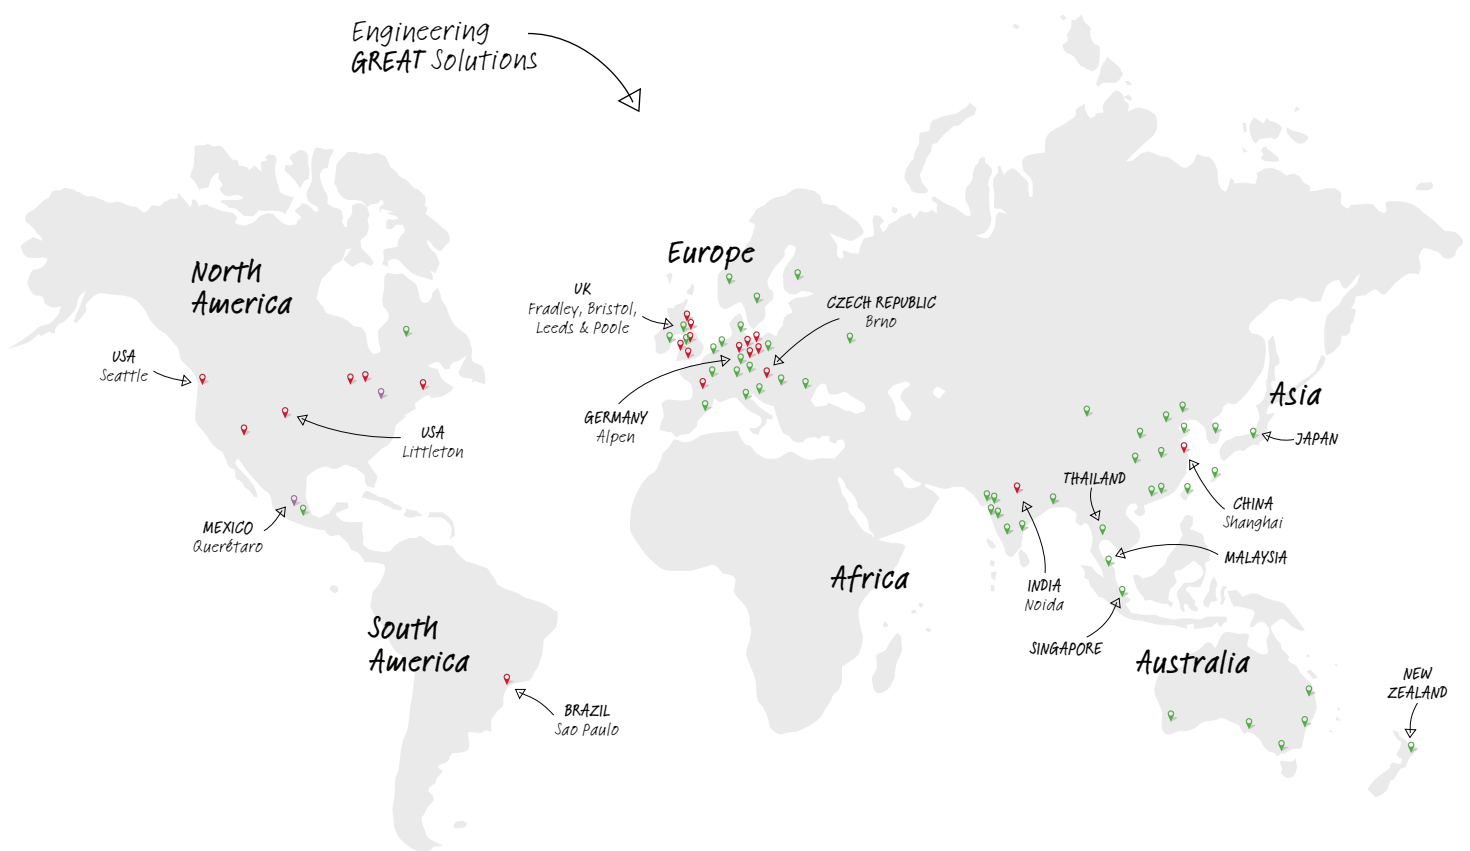 Engineering
GREAT Solutions
North
America
USA
Seattle
USA
Littleton
MEXICO
Querétaro
South
America
BRAZIL
Sao Paulo
Europe
UK
Fradley, Bristol,
Leeds & Poole
CZECH REPUBLIC
Brno
GERMANY
Alpen
Africa
Asia
JAPAN
THAILAND
CHINA
Shanghai
MALAYSIA
INDIA
Noida
SINGAPORE
Australia
NEW
ZEALAND